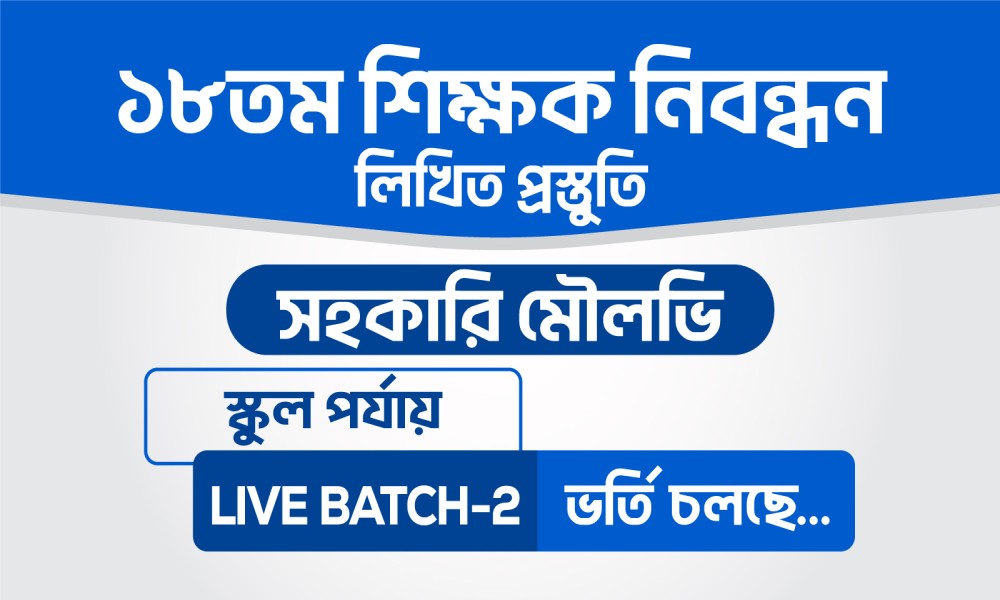 ১৮তম শিক্ষক নিবন্ধন
লিখিত প্রস্তুতি
সহকারি মৌলভি
স্কুল পর্যায়
LIVE BATCH-2 ভর্তি চলছে...